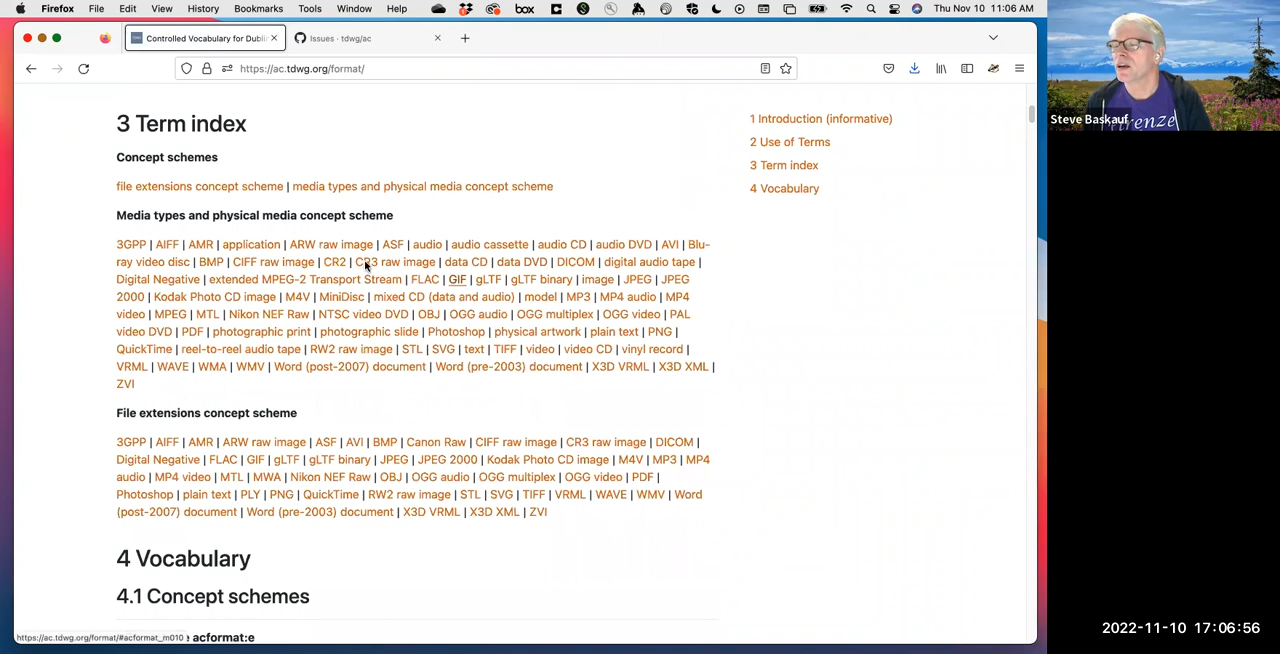 Firefox File Edit View History Bookmarks Tools Window Help box Thu Nov 10 11:06 AM
Controlled Vocabulary for Dubli Issues · tdwg/ac
https://ac.tdwg.org/format/
3 Term index
Concept schemes
file extensions concept scheme | media types and physical media concept scheme
Media types and physical media concept scheme
3GPP | AIFF | AMR | application | ARW raw image | ASF | audio | audio cassette | audio CD | audio DVD | AVI | Blu-
ray video disc | BMP | CIFF raw image | CR2 | CR3 raw image | data CD | data DVD | DICOM | digital audio tape |
Digital Negative | extended MPEG-2 Transport Stream | FLAC | GIF | gLTF | gLTF binary | image | JPEG | JPEG
2000 | Kodak Photo CD image | M4V | MiniDisc | mixed CD (data and audio) | model | MP3 | MP4 audio | MP4
video | MPEG | MTL | Nikon NEF Raw | NTSC video DVD | OBJ | OGG audio | OGG multiplex | OGG video | PAL
video DVD | PDF | photographic print | photographic slide | Photoshop | physical artwork | plain text | PNG |
QuickTime | reel-to-reel audio tape | RW2 raw image | STL | SVG | text | TIFF | video | video CD | vinyl record |
VRML | WAVE | WMA | WMV | Word (post-2007) document | Word (pre-2003) document | X3D VRML | X3D XML |
ZVI
File extensions concept scheme
3GPP | AIFF | AMR | ARW raw image | ASF | AVI | BMP | Canon Raw | CIFF raw image | CR3 raw image | DICOM |
Digital Negative | FLAC | GIF | gLTF | gLTF binary | JPEG | JPEG 2000 | Kodak Photo CD image | M4V | MP3 | MP4
audio | MP4 video | MTL | MWA | Nikon NEF Raw | OBJ | OGG audio | OGG multiplex | OGG video | PDF |
Photoshop | plain text | PLY | PNG | QuickTime | RW2 raw image | STL | SVG | TIFF | VRML | WAVE | WMV | Word
(post-2007) document | Word (pre-2003) document | X3D VRML | X3D XML | ZVI
4 Vocabulary
4.1 Concept schemes
https://ac.tdwg.org/format/#acformat_m010 acformat:e
1 Introduction (informative)
2 Use of Terms
3 Term index
4 Vocabulary
Steve Baskauf
2022-11-10 17:06:56